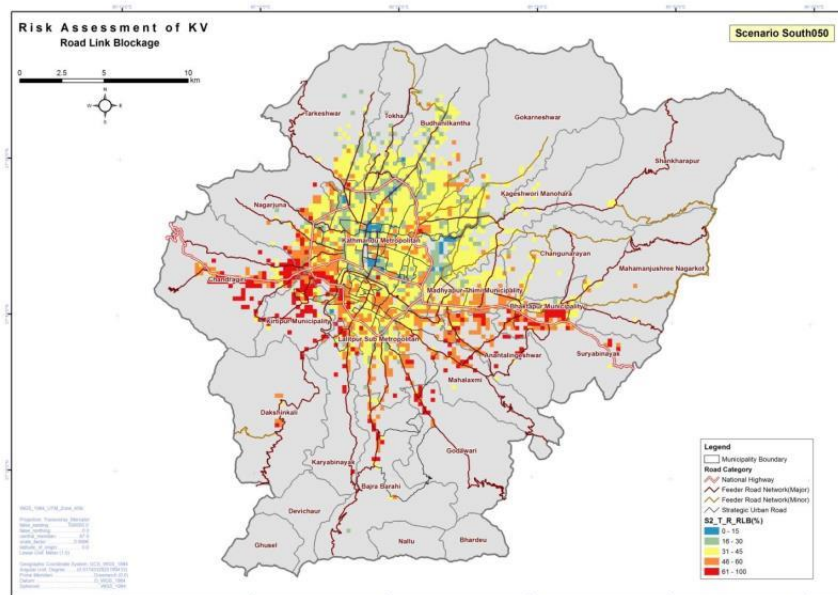 Risk Assessment of KV
Road Link Blockage
Scenario South050
0 2.5 5 10
km
N
W E
S
Tarkeshwar
Tokha
Budhanilkantha
Gokarneshwar
Shankharapur
Nagarjuna
Kageshwori Manohara
Kathmandu Metropolitan
Changunarayan
Mahamanjushree Nagarkot
Chandragiri
Madhyapur Thimi Municipality
Bhaktapur Municipality
Kirtipur Municipality
Lalitpur Sub Metropolitan
Anantalingeshwar
Suryabinayak
Mahalaxmi
Dakshinkali
Godawari
Karyabinayak
Bajra Barahi
Devichaur
Ghusel
Nallu
Bhardeu
Legend
Municipality Boundary
Road Category
National Highway
Feeder Road Network(Major)
Feeder Road Network(Minor)
Strategic Urban Road
S2_T_R_RLB(%)
0 - 15
16 - 30
31 - 45
46 - 60
61 - 100